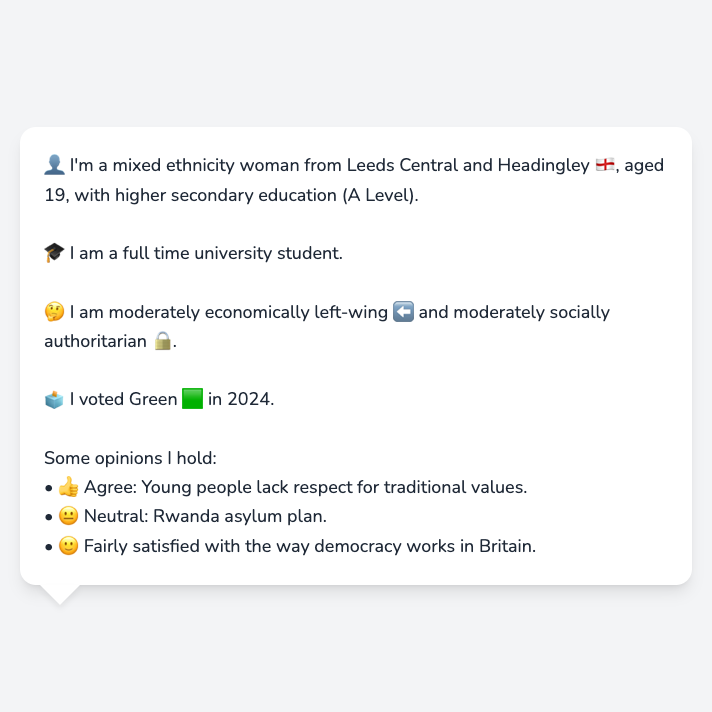 👤 I'm a mixed ethnicity woman from Leeds Central and Headingley 🏴󠁧󠁢󠁥󠁮󠁧󠁿, aged
19, with higher secondary education (A Level).
🎓 I am a full time university student.
🤔 I am moderately economically left-wing ⬅️ and moderately socially
authoritarian 🔒.
🗳️ I voted Green 🟩 in 2024.
Some opinions I hold:
• 👍 Agree: Young people lack respect for traditional values.
• 😐 Neutral: Rwanda asylum plan.
• 🙂 Fairly satisfied with the way democracy works in Britain.